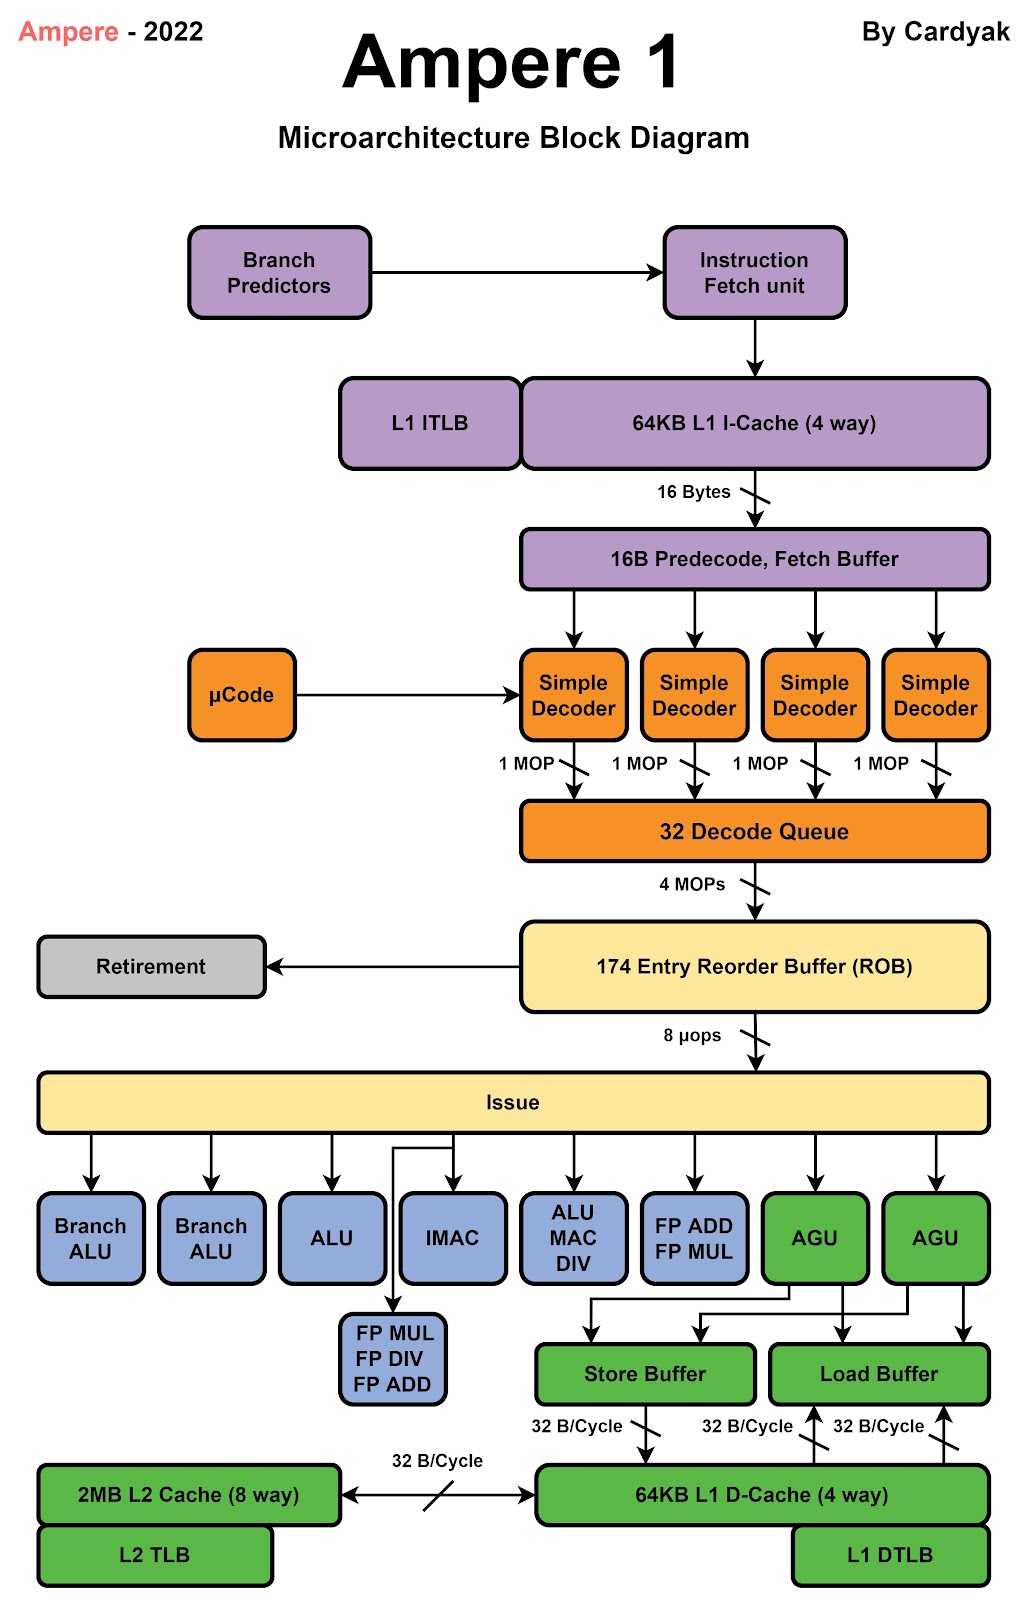 Ampere - 2022
By Cardyak
Ampere 1
Microarchitecture Block Diagram
Branch
Predictors
Instruction
Fetch unit
L1 ITLB
64KB L1 I-Cache (4 way)
16 Bytes
16B Predecode, Fetch Buffer
µCode
Simple
Decoder
Simple
Decoder
Simple
Decoder
Simple
Decoder
1 MOP
1 MOP
1 MOP
1 MOP
32 Decode Queue
4 MOPs
Retirement
174 Entry Reorder Buffer (ROB)
8 µops
Issue
Branch
ALU
Branch
ALU
ALU
IMAC
ALU
MAC
DIV
FP ADD
FP MUL
AGU
AGU
FP MUL
FP DIV
FP ADD
Store Buffer
Load Buffer
32 B/Cycle
32 B/Cycle
32 B/Cycle
32 B/Cycle
2MB L2 Cache (8 way)
64KB L1 D-Cache (4 way)
L2 TLB
L1 DTLB